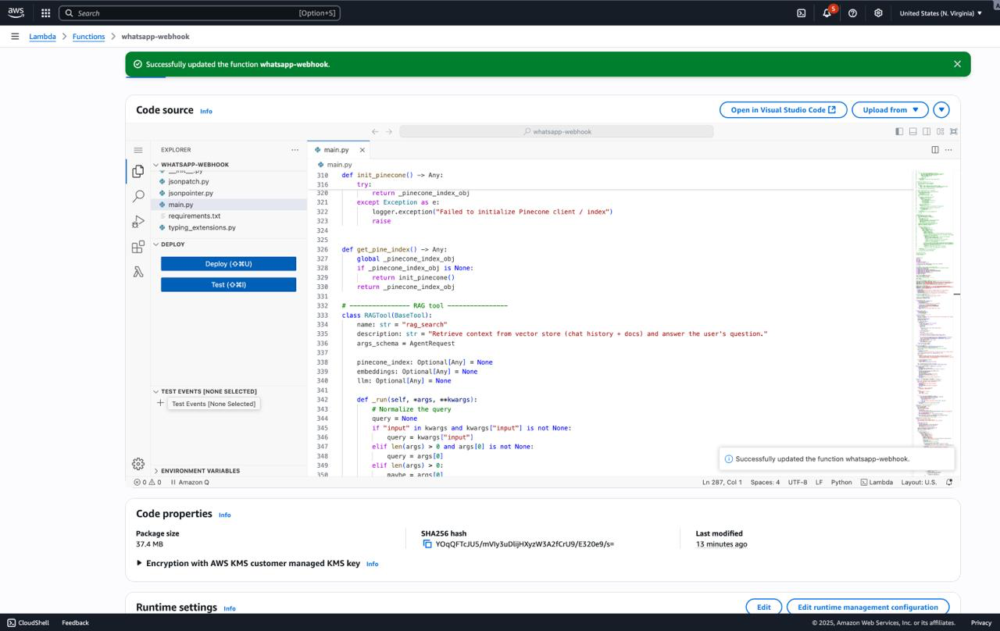 aws
Search [Option+S]
5
United States (N. Virginia)
Lambda
Functions
whatsapp-webhook
Successfully updated the function whatsapp-webhook.
Code source Info
Open in Visual Studio Code
Upload from
whatsapp-webhook
EXPLORER
WHATSAPP-WEBHOOK
__init__.py
jsonpatch.py
jsonpointer.py
main.py
requirements.txt
typing_extensions.py
DEPLOY
Deploy (⇧⌘U)
Test (⇧⌘I)
TEST EVENTS [NONE SELECTED]
Test Events [None Selected]
ENVIRONMENT VARIABLES
main.py
main.py
310 def init_pinecone() -> Any:
316 try:
320 return _pinecone_index_obj
321 except Exception as e:
322 logger.exception("Failed to initialize Pinecone client / index")
323 raise
324
325
326 def get_pine_index() -> Any:
327 global _pinecone_index_obj
328 if _pinecone_index_obj is None:
329 return init_pinecone()
330 return _pinecone_index_obj
331
332 # ---------------- RAG tool ----------------
333 class RAGTool(BaseTool):
334 name: str = "rag_search"
335 description: str = "Retrieve context from vector store (chat history + docs) and answer the user's question."
336 args_schema = AgentRequest
337
338 pinecone_index: Optional[Any] = None
339 embeddings: Optional[Any] = None
340 llm: Optional[Any] = None
341
342 def _run(self, *args, **kwargs):
343 # Normalize the query
344 query = None
345 if "input" in kwargs and kwargs["input"] is not None:
346 query = kwargs["input"]
347 elif len(args) > 0 and args[0] is not None:
348 query = args[0]
349 elif len(args) > 0:
350 maybe = args[0]
Successfully updated the function whatsapp-webhook.
0 0 Amazon Q
Ln 287, Col 1 Spaces: 4 UTF-8 LF Python Lambda Layout: U.S.
Code properties Info
Package size
37.4 MB
SHA256 hash
YOqQFTcJU5/mVIy3uDlijHXyzW3A2fCrU9/E320e9/s=
Last modified
13 minutes ago
Encryption with AWS KMS customer managed KMS key Info
Runtime settings Info
Edit
Edit runtime management configuration
CloudShell Feedback
© 2025, Amazon Web Services, Inc. or its affiliates. Privacy